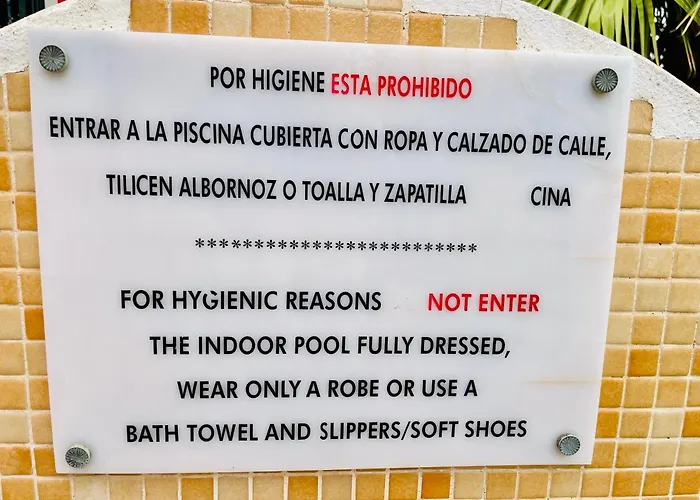 POR HIGIENE ESTA PROHIBIDO
ENTRAR A LA PISCINA CUBIERTA CON ROPA Y CALZADO DE CALLE,
TILICEN ALBORNOZ O TOALLA Y ZAPATILLA CINA
*************************
FOR HYGIENIC REASONS NOT ENTER
THE INDOOR POOL FULLY DRESSED,
WEAR ONLY A ROBE OR USE A
BATH TOWEL AND SLIPPERS/SOFT SHOES